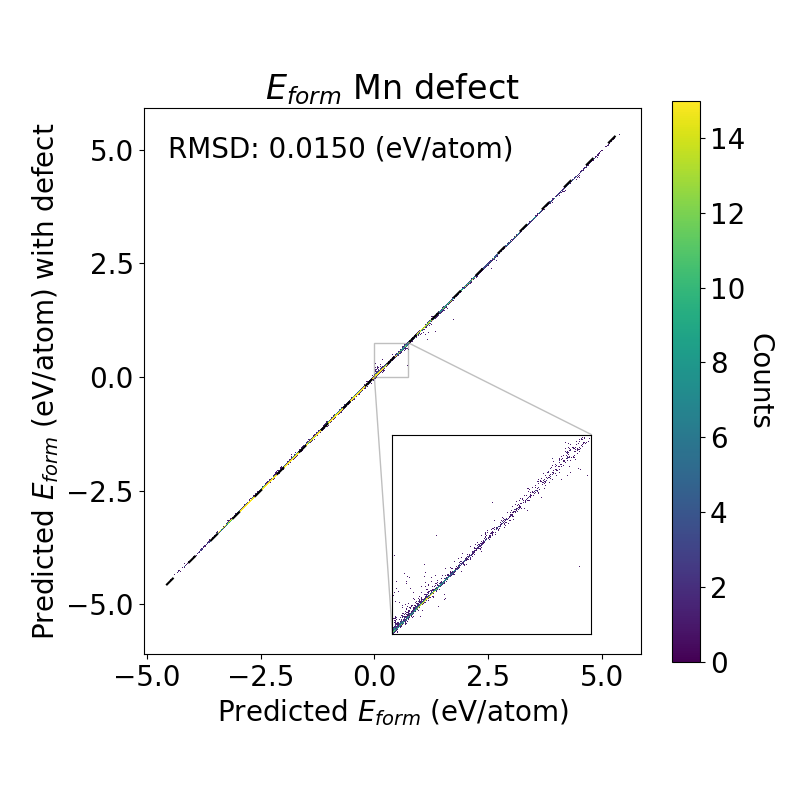 E_form Mn defect
RMSD: 0.0150 (eV/atom)
Predicted E_form (eV/atom) with defect
5.0
2.5
0.0
−2.5
−5.0
−5.0 −2.5 0.0 2.5 5.0
Predicted E_form (eV/atom)
14
12
10
8
6
4
2
0
Counts